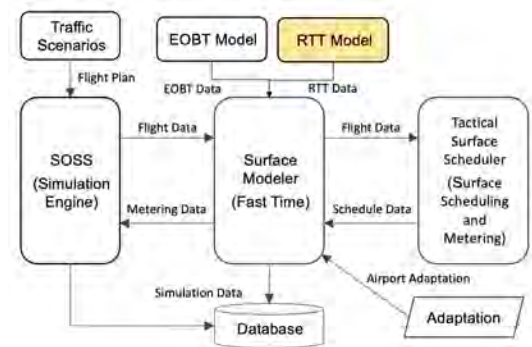 Traffic
Scenarios
EOBT Model
RTT Model
Flight Plan
EOBT Data
RTT Data
SOSS
(Simulation
Engine)
Flight Data
Metering Data
Surface
Modeler
(Fast Time)
Flight Data
Schedule Data
Tactical
Surface
Scheduler
(Surface
Scheduling
and
Metering)
Simulation Data
Airport Adaptation
Database
Adaptation